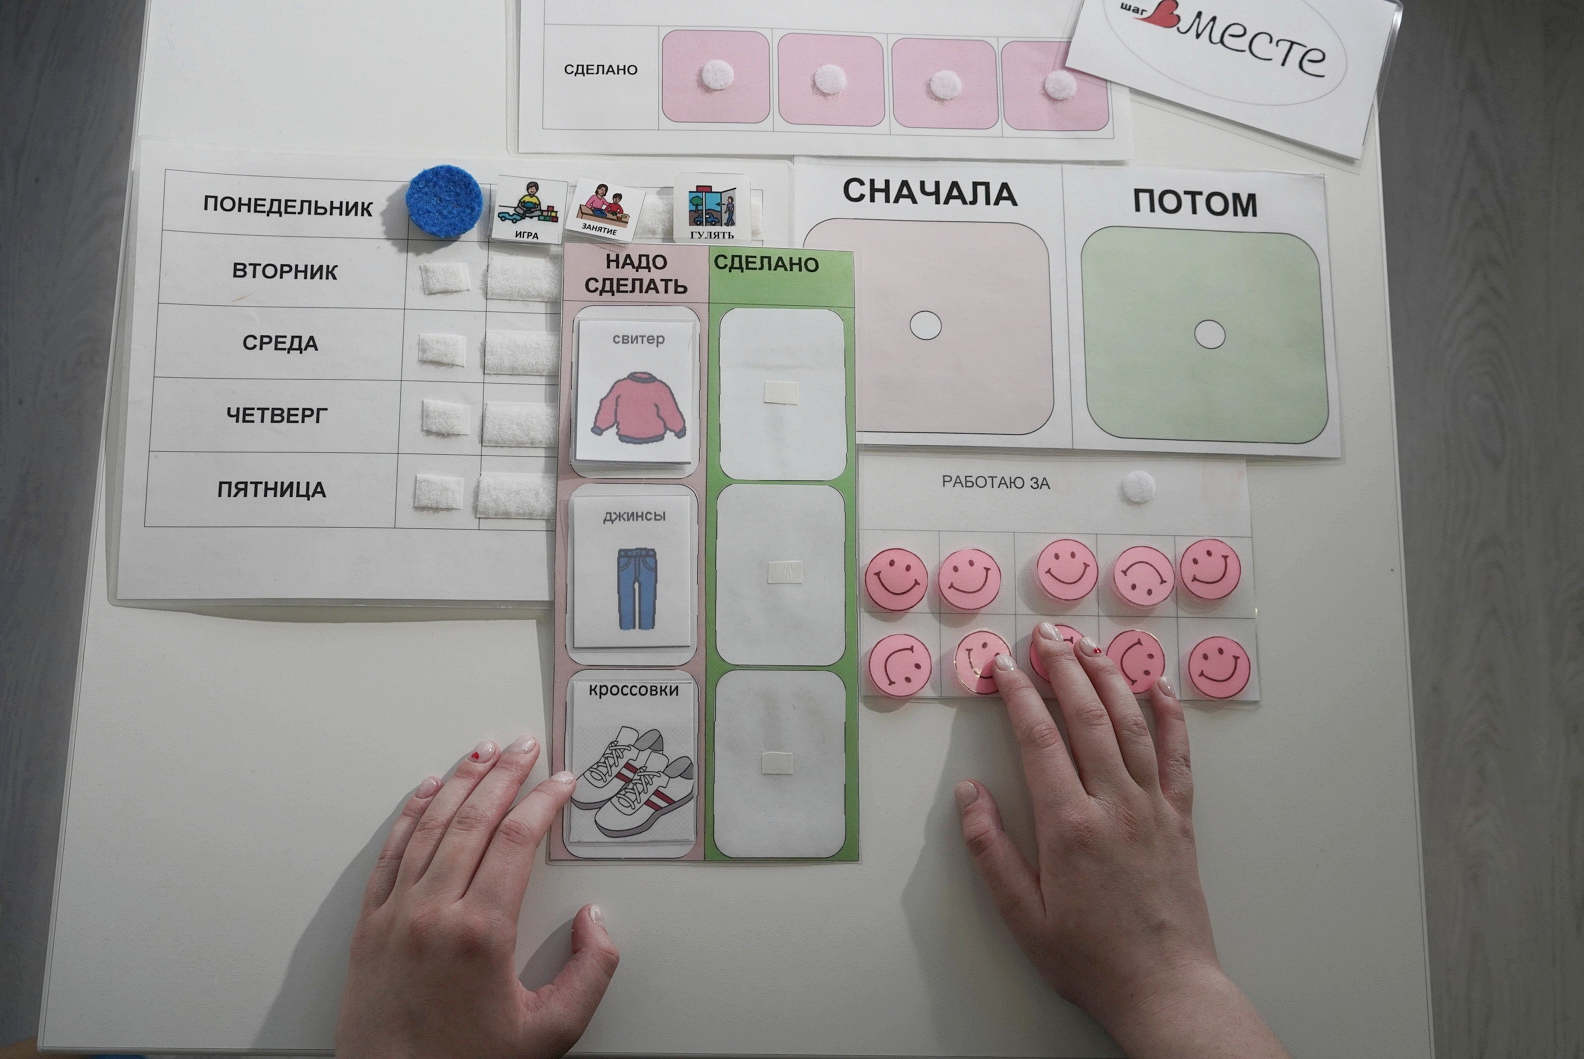 шаг
вместе
СДЕЛАНО
ПОНЕДЕЛЬНИК
ИГРА
ЗАНЯТИЕ
ГУЛЯТЬ
ВТОРНИК
СРЕДА
ЧЕТВЕРГ
ПЯТНИЦА
СНАЧАЛА
ПОТОМ
НАДО
СДЕЛАТЬ
СДЕЛАНО
свитер
джинсы
кроссовки
РАБОТАЮ ЗА